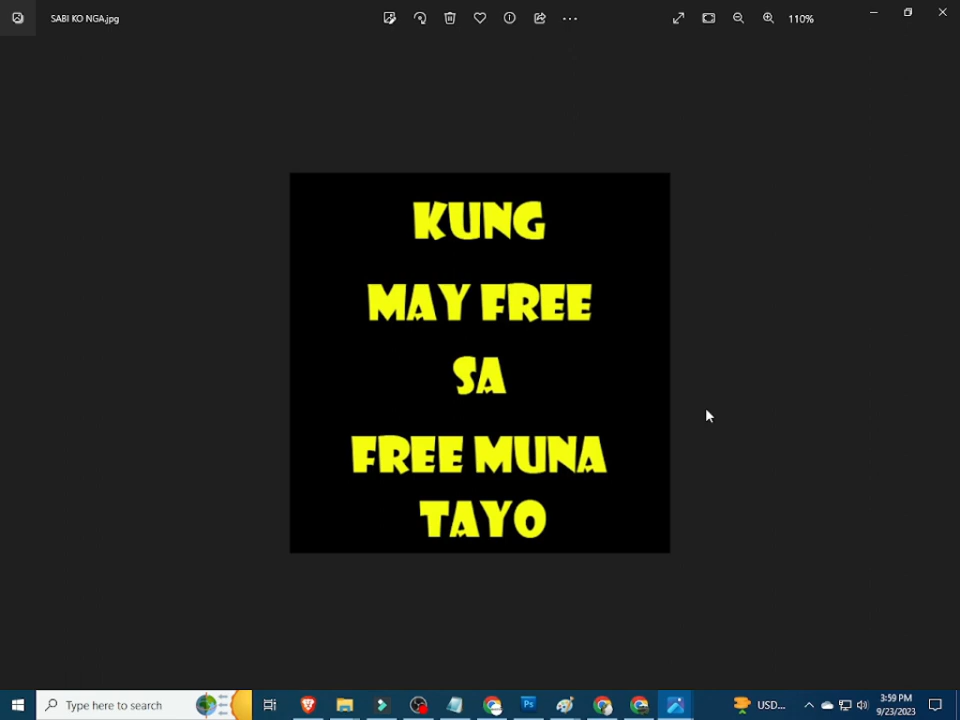 SABI KO NGA.jpg
110%
KUNG
MAY FREE
SA
FREE MUNA
TAYO
Type here to search
Ps
USD...
3:59 PM
9/23/2023